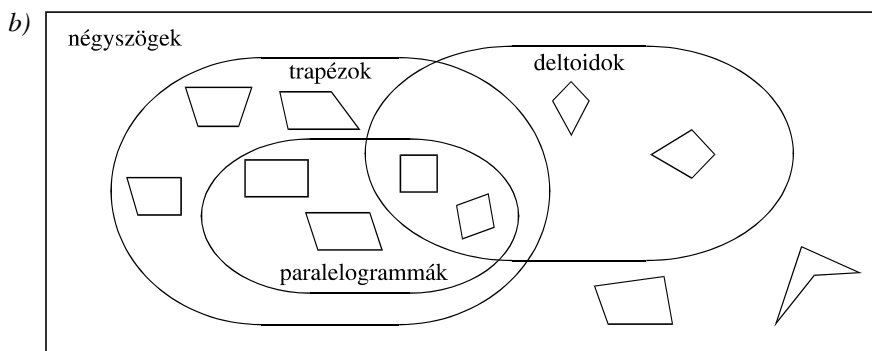 b)
négyszögek
trapézok
deltoidok
paralelogrammák